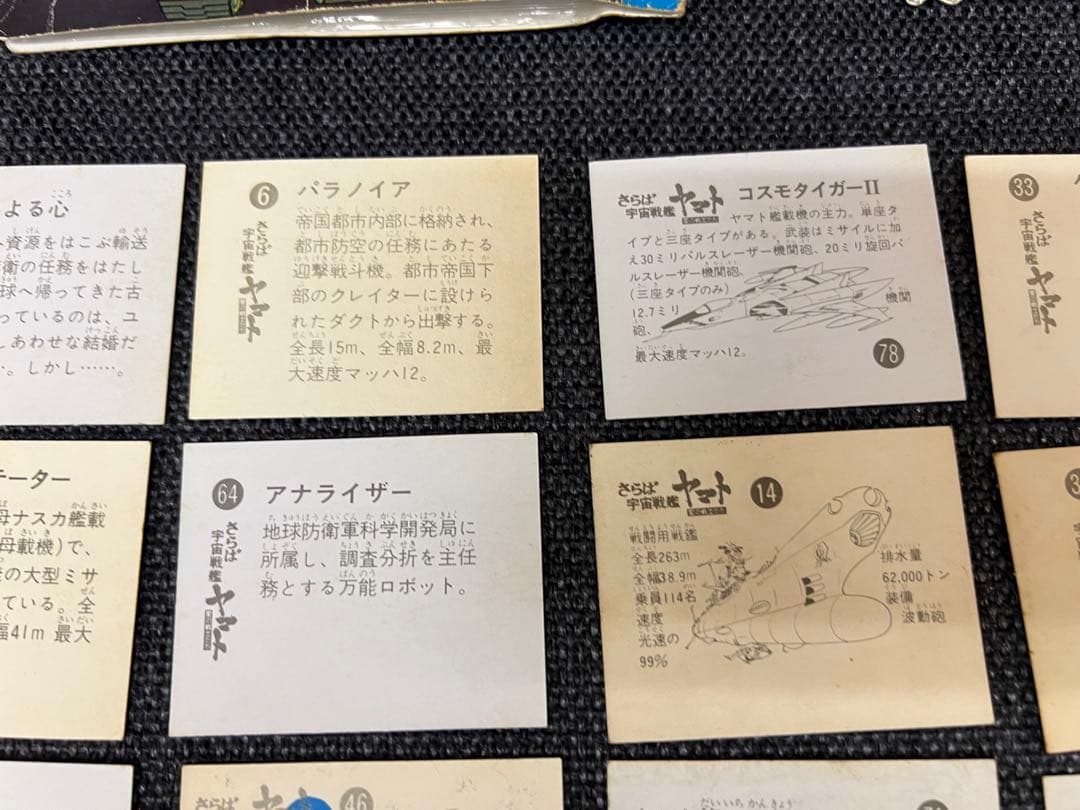 よる心
資源をはこぶ輸送
衛の任務をはたし
球へ帰ってきた古
っているのは、ユ
しあわせな結婚だ
…。しかし……。
6
パラノイア
さらば
宇宙戦艦
ヤマト
帝国都市内部に格納され、
都市防空の任務にあたる
迎撃戦斗機。都市帝国下
部のクレイターに設けら
れたダクトから出撃する。
全長15m、全幅8.2m、最
大速度マッハ12。
さらば
宇宙戦艦
ヤマト
コスモタイガーII
ヤマト艦載機の主力。単座タ
イプと三座タイプがある。武装はミサイルに加
え30ミリパルスレーザー機関砲、20ミリ旋回パ
ルスレーザー機関砲、
(三座タイプのみ)
12.7ミリ
機関
砲、
最大速度マッハ12。
78
33
さらば
宇宙戦艦
テーター
母ナスカ艦載
母載機)で、
の大型ミサ
ている。全
幅41m 最大
64
アナライザー
さらば
宇宙戦艦
ヤマト
地球防衛軍科学開発局に
所属し、調査分折を主任
務とする万能ロボット。
さらば
宇宙戦艦
ヤマト
14
戦闘用戦鑑
全長263m
全幅38.9m
乗員114名
速度
光速の
99%
排水量
62,000トン
装備
波動砲
さらば
ヤマト
46